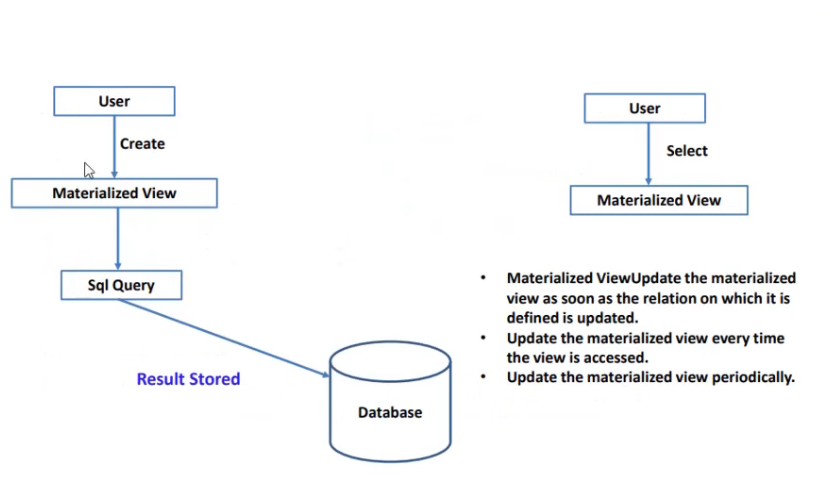 User
Create
Materialized View
Sql Query
Result Stored
Database
User
Select
Materialized View
• Materialized ViewUpdate the materialized
view as soon as the relation on which it is
defined is updated.
• Update the materialized view every time
the view is accessed.
• Update the materialized view periodically.